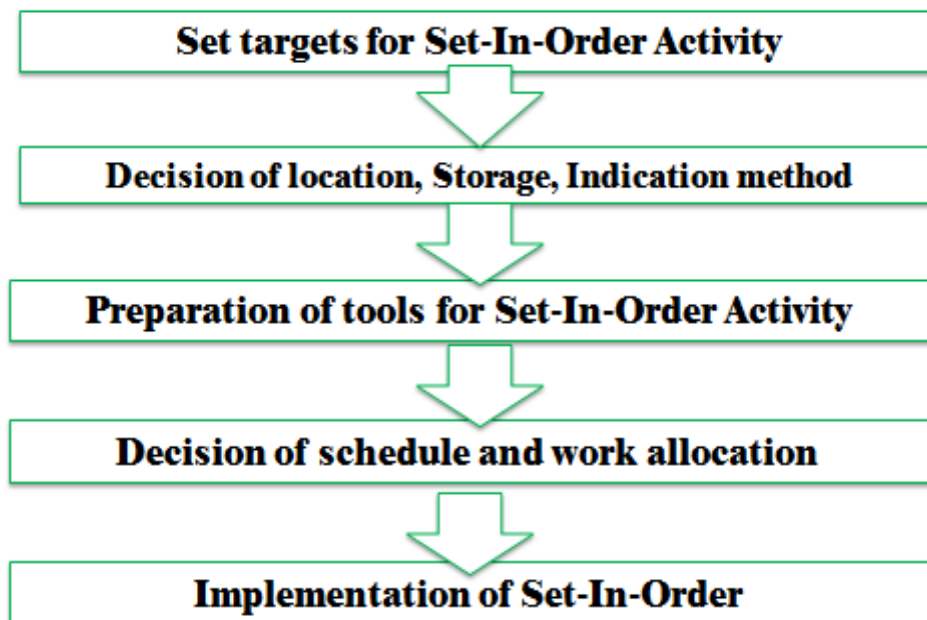 Set targets for Set-In-Order Activity
Decision of location, Storage, Indication method
Preparation of tools for Set-In-Order Activity
Decision of schedule and work allocation
Implementation of Set-In-Order